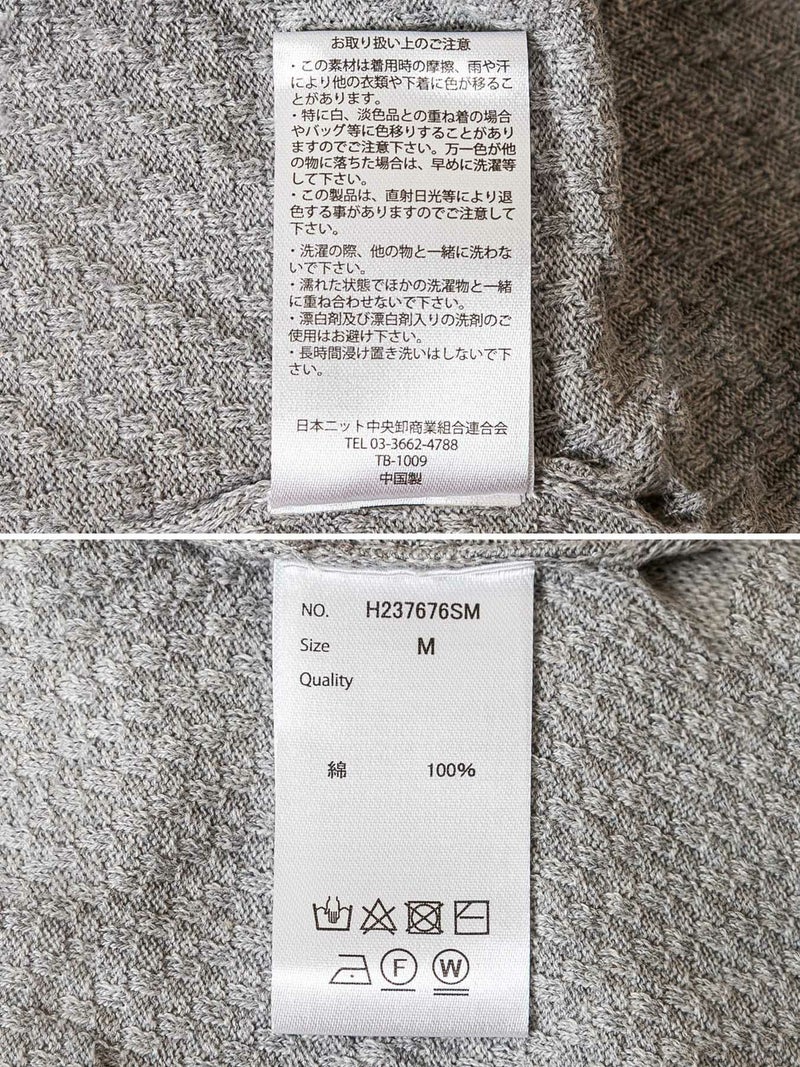 お取り扱い上のご注意
・この素材は着用時の摩擦、雨や汗
により他の衣類や下着に色が移るこ
とがあります。
・特に白、淡色品との重ね着の場合
やバッグ等に色移りすることがあり
ますのでご注意下さい。万一色が他
の物に落ちた場合は、早めに洗濯等
して下さい。
・この製品は、直射日光等により退
色する事がありますのでご注意して
下さい。
・洗濯の際、他の物と一緒に洗わな
いで下さい。
・濡れた状態でほかの洗濯物と一緒
に重ね合わせないで下さい。
・漂白剤及び漂白剤入りの洗剤のご
使用はお避け下さい。
・長時間浸け置き洗いはしないで下
さい。
日本ニット中央卸商業組合連合会
TEL 03-3662-4788
TB-1009
中国製
NO. H237676SM
Size M
Quality
綿 100%
F W